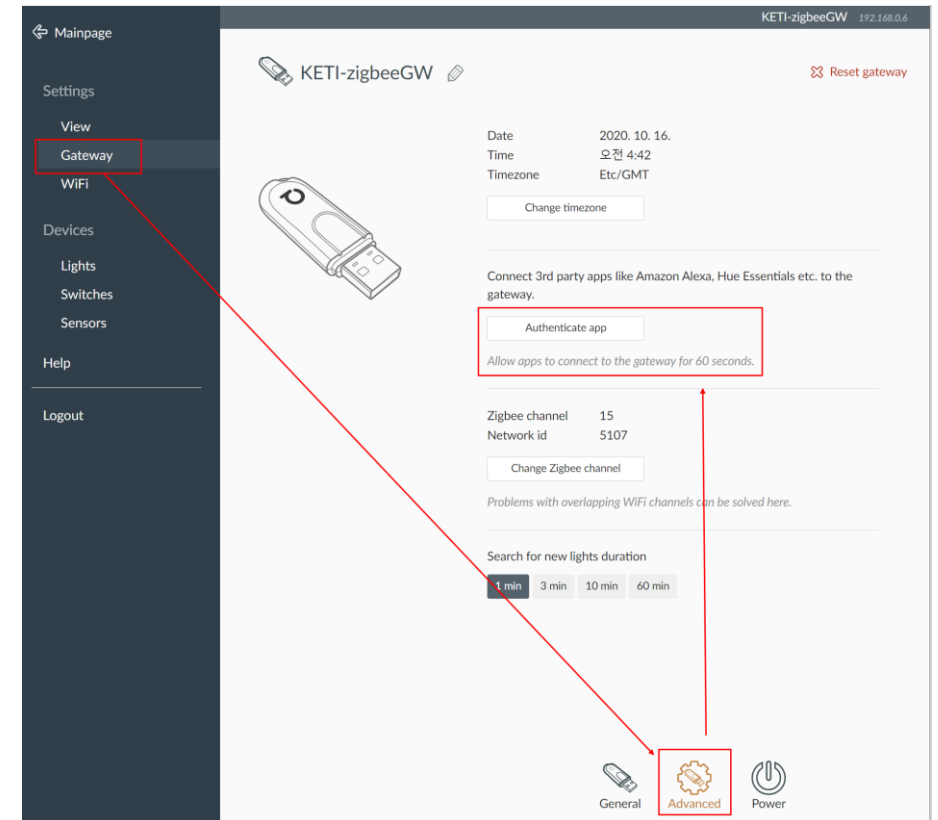 KETI-zigbeeGW 192.168.0.6
Mainpage
Settings
View
Gateway
WiFi
Devices
Lights
Switches
Sensors
Help
Logout
KETI-zigbeeGW
Reset gateway
Date 2020. 10. 16.
Time 오전 4:42
Timezone Etc/GMT
Change timezone
Connect 3rd party apps like Amazon Alexa, Hue Essentials etc. to the
gateway.
Authenticate app
Allow apps to connect to the gateway for 60 seconds.
Zigbee channel 15
Network id 5107
Change Zigbee channel
Problems with overlapping WiFi channels can be solved here.
Search for new lights duration
1 min 3 min 10 min 60 min
General Advanced Power